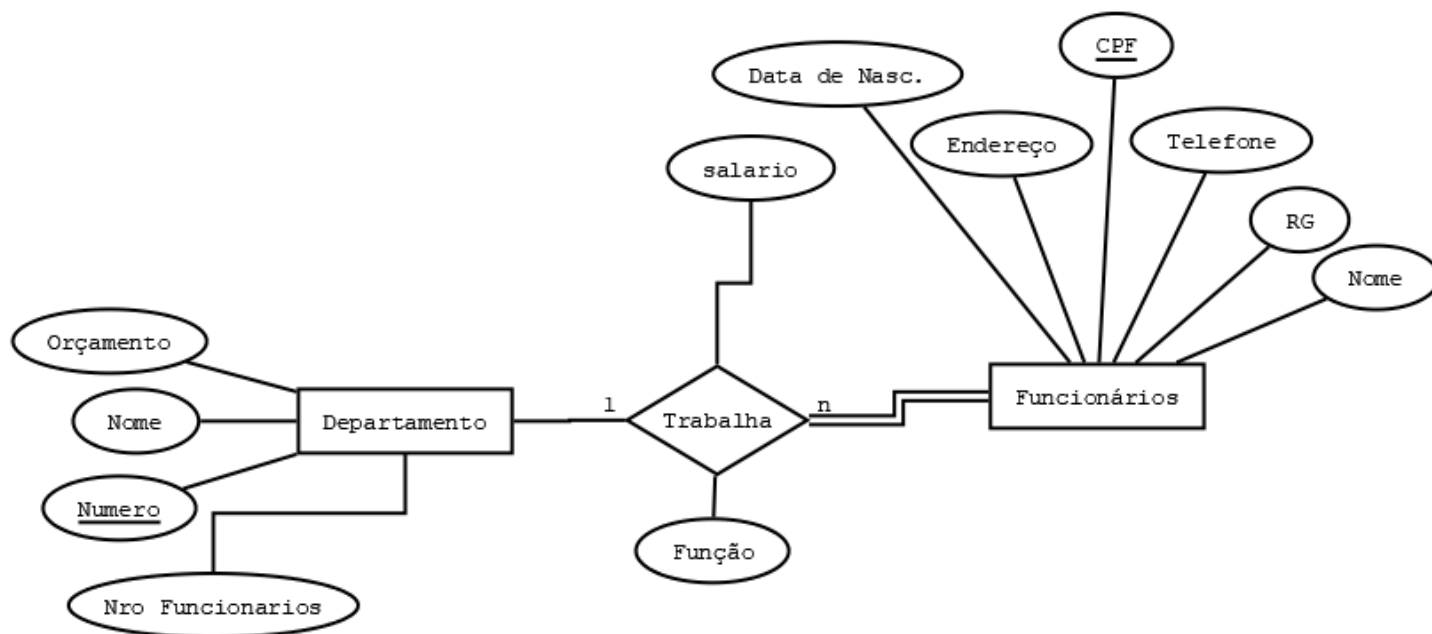 CPF
Data de Nasc.
Endereço
Telefone
salario
RG
Nome
Orçamento
Nome
Departamento
1
Trabalha
n
Funcionários
Numero
Função
Nro Funcionarios